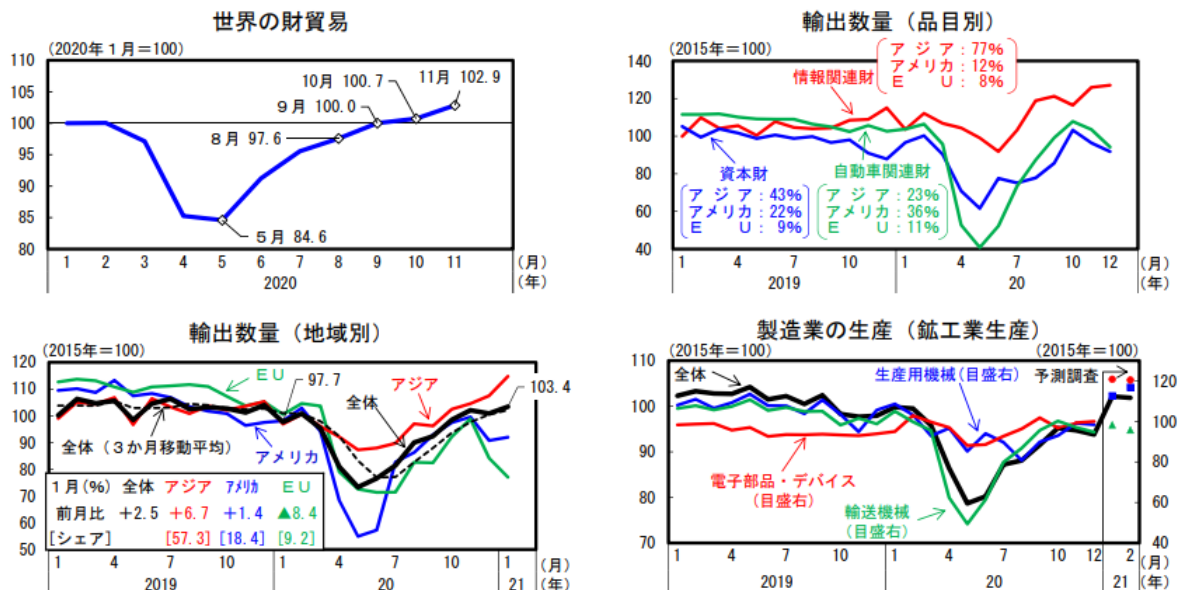 世界の財貿易
(2020年1月=100)
110
105
100
95
90
85
80
10月 100.7
11月 102.9
9月 100.0
8月 97.6
5月 84.6
1 2 3 4 5 6 7 8 9 10 11 (月)
2020 (年)
輸出数量(品目別)
(2015年=100)
140
120
100
80
60
40
情報関連財
アジア:77%
アメリカ:12%
EU:8%
資本財
アジア:43%
アメリカ:22%
EU:9%
自動車関連財
アジア:23%
アメリカ:36%
EU:11%
1 4 7 10 1 4 7 10 12 (月)
2019 20 (年)
輸出数量(地域別)
(2015年=100)
120
110
100
90
80
70
60
50
EU
97.7
アジア
103.4
全体
全体(3か月移動平均)
アメリカ
1月(%) 全体 アジア アメリカ EU
前月比 +2.5 +6.7 +1.4 ▲8.4
[シェア] [57.3] [18.4] [9.2]
1 4 7 10 1 4 7 10 1 (月)
2019 20 21 (年)
製造業の生産(鉱工業生産)
(2015年=100) (2015年=100)
110
100
90
80
70
全体
生産用機械(目盛右)
予測調査
電子部品・デバイス
(目盛右)
輸送機械
(目盛右)
120
100
80
60
40
1 4 7 10 1 4 7 10 12 2 (月)
2019 20 21 (年)